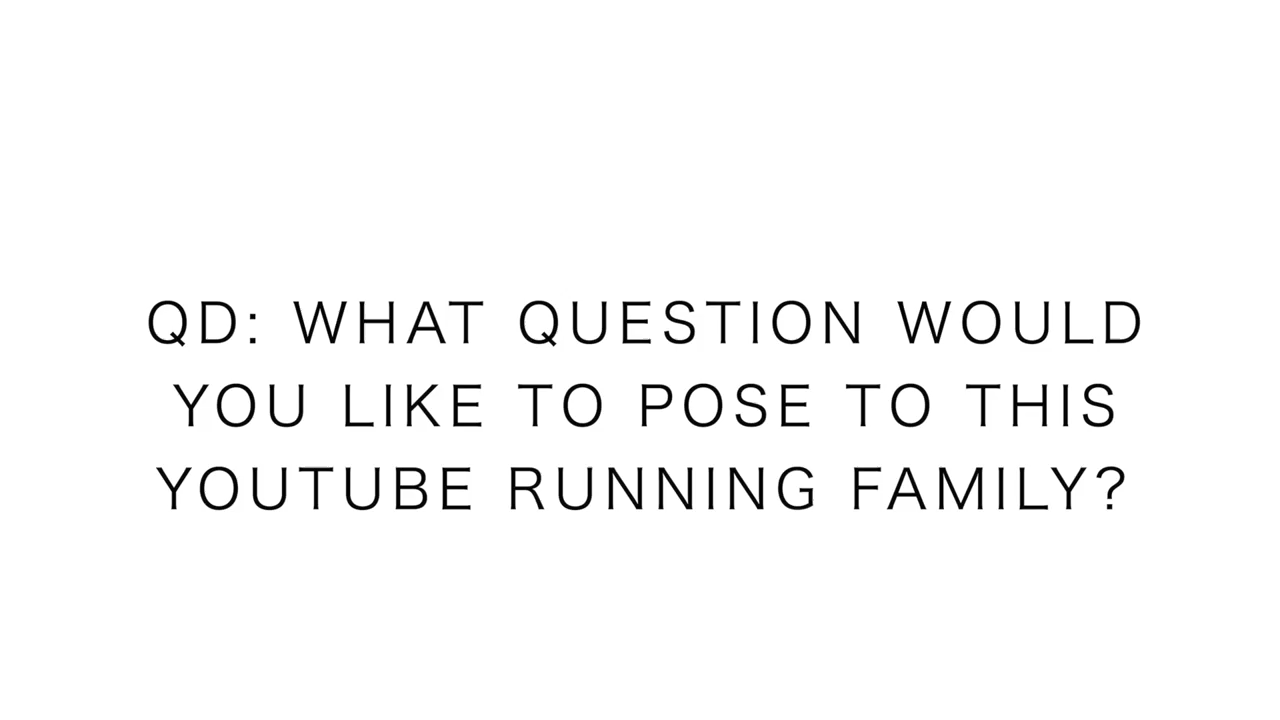 QD: WHAT QUESTION WOULD
YOU LIKE TO POSE TO THIS
YOUTUBE RUNNING FAMILY?